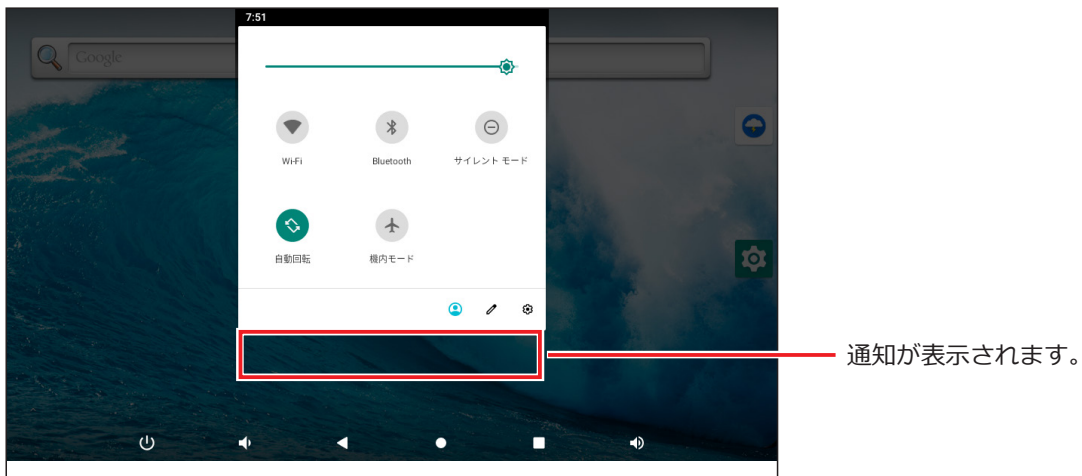 7:51
Google
Wi-Fi
Bluetooth
サイレント モード
自動回転
機内モード
通知が表示されます。